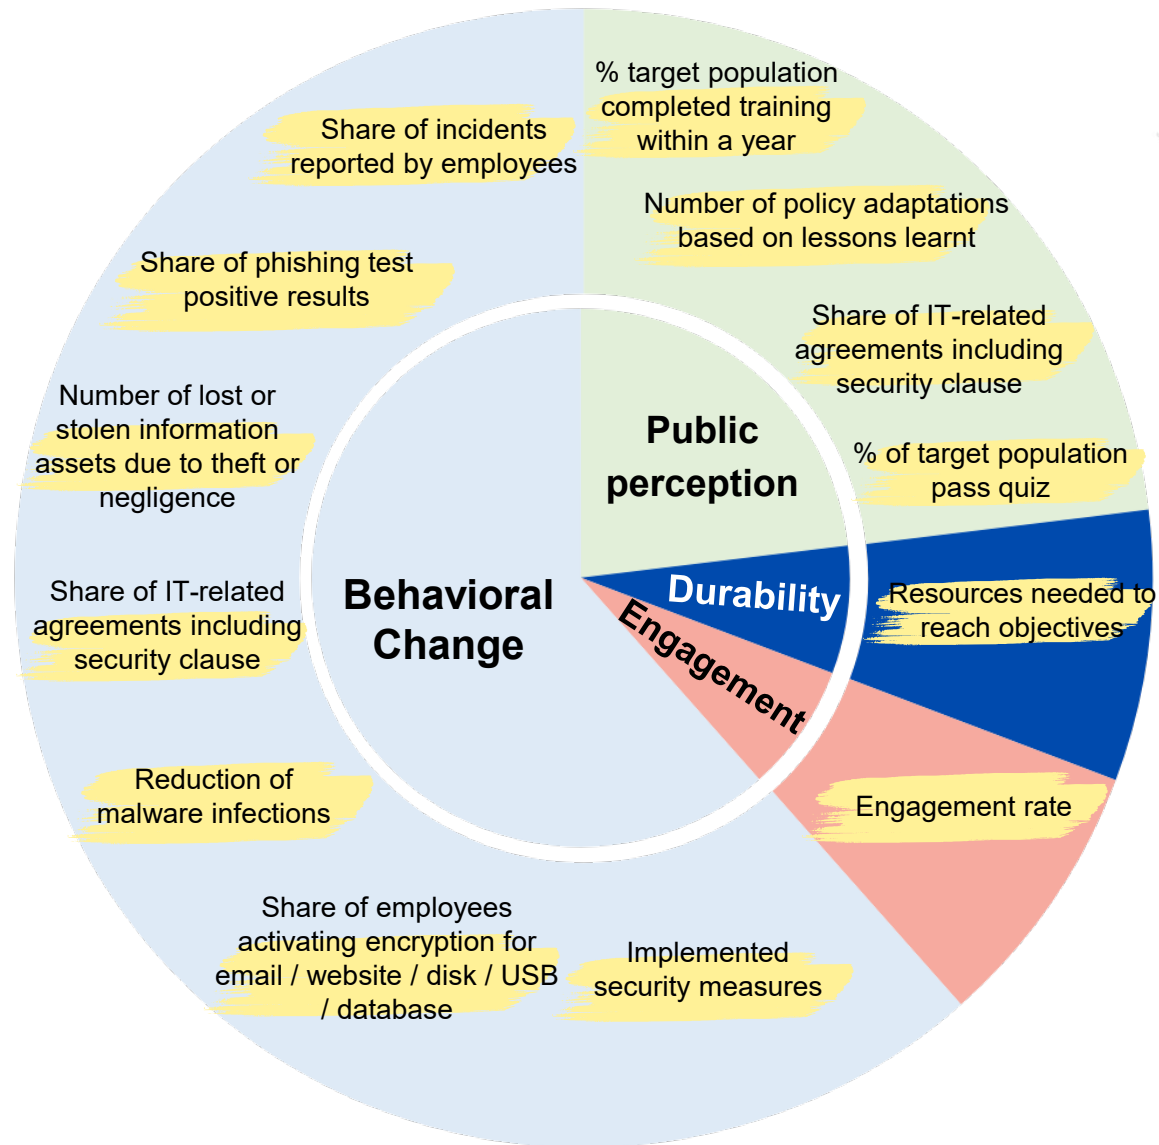 % target population
completed training
within a year
Number of policy adaptations
based on lessons learnt
Share of IT-related
agreements including
security clause
% of target population
pass quiz
Resources needed to
reach objectives
Engagement rate
Implemented
security measures
Share of employees
activating encryption for
email / website / disk / USB
/ database
Reduction of
malware infections
Share of IT-related
agreements including
security clause
Number of lost or
stolen information
assets due to theft or
negligence
Share of phishing test
positive results
Share of incidents
reported by employees
Public
perception
Durability
Engagement
Behavioral
Change